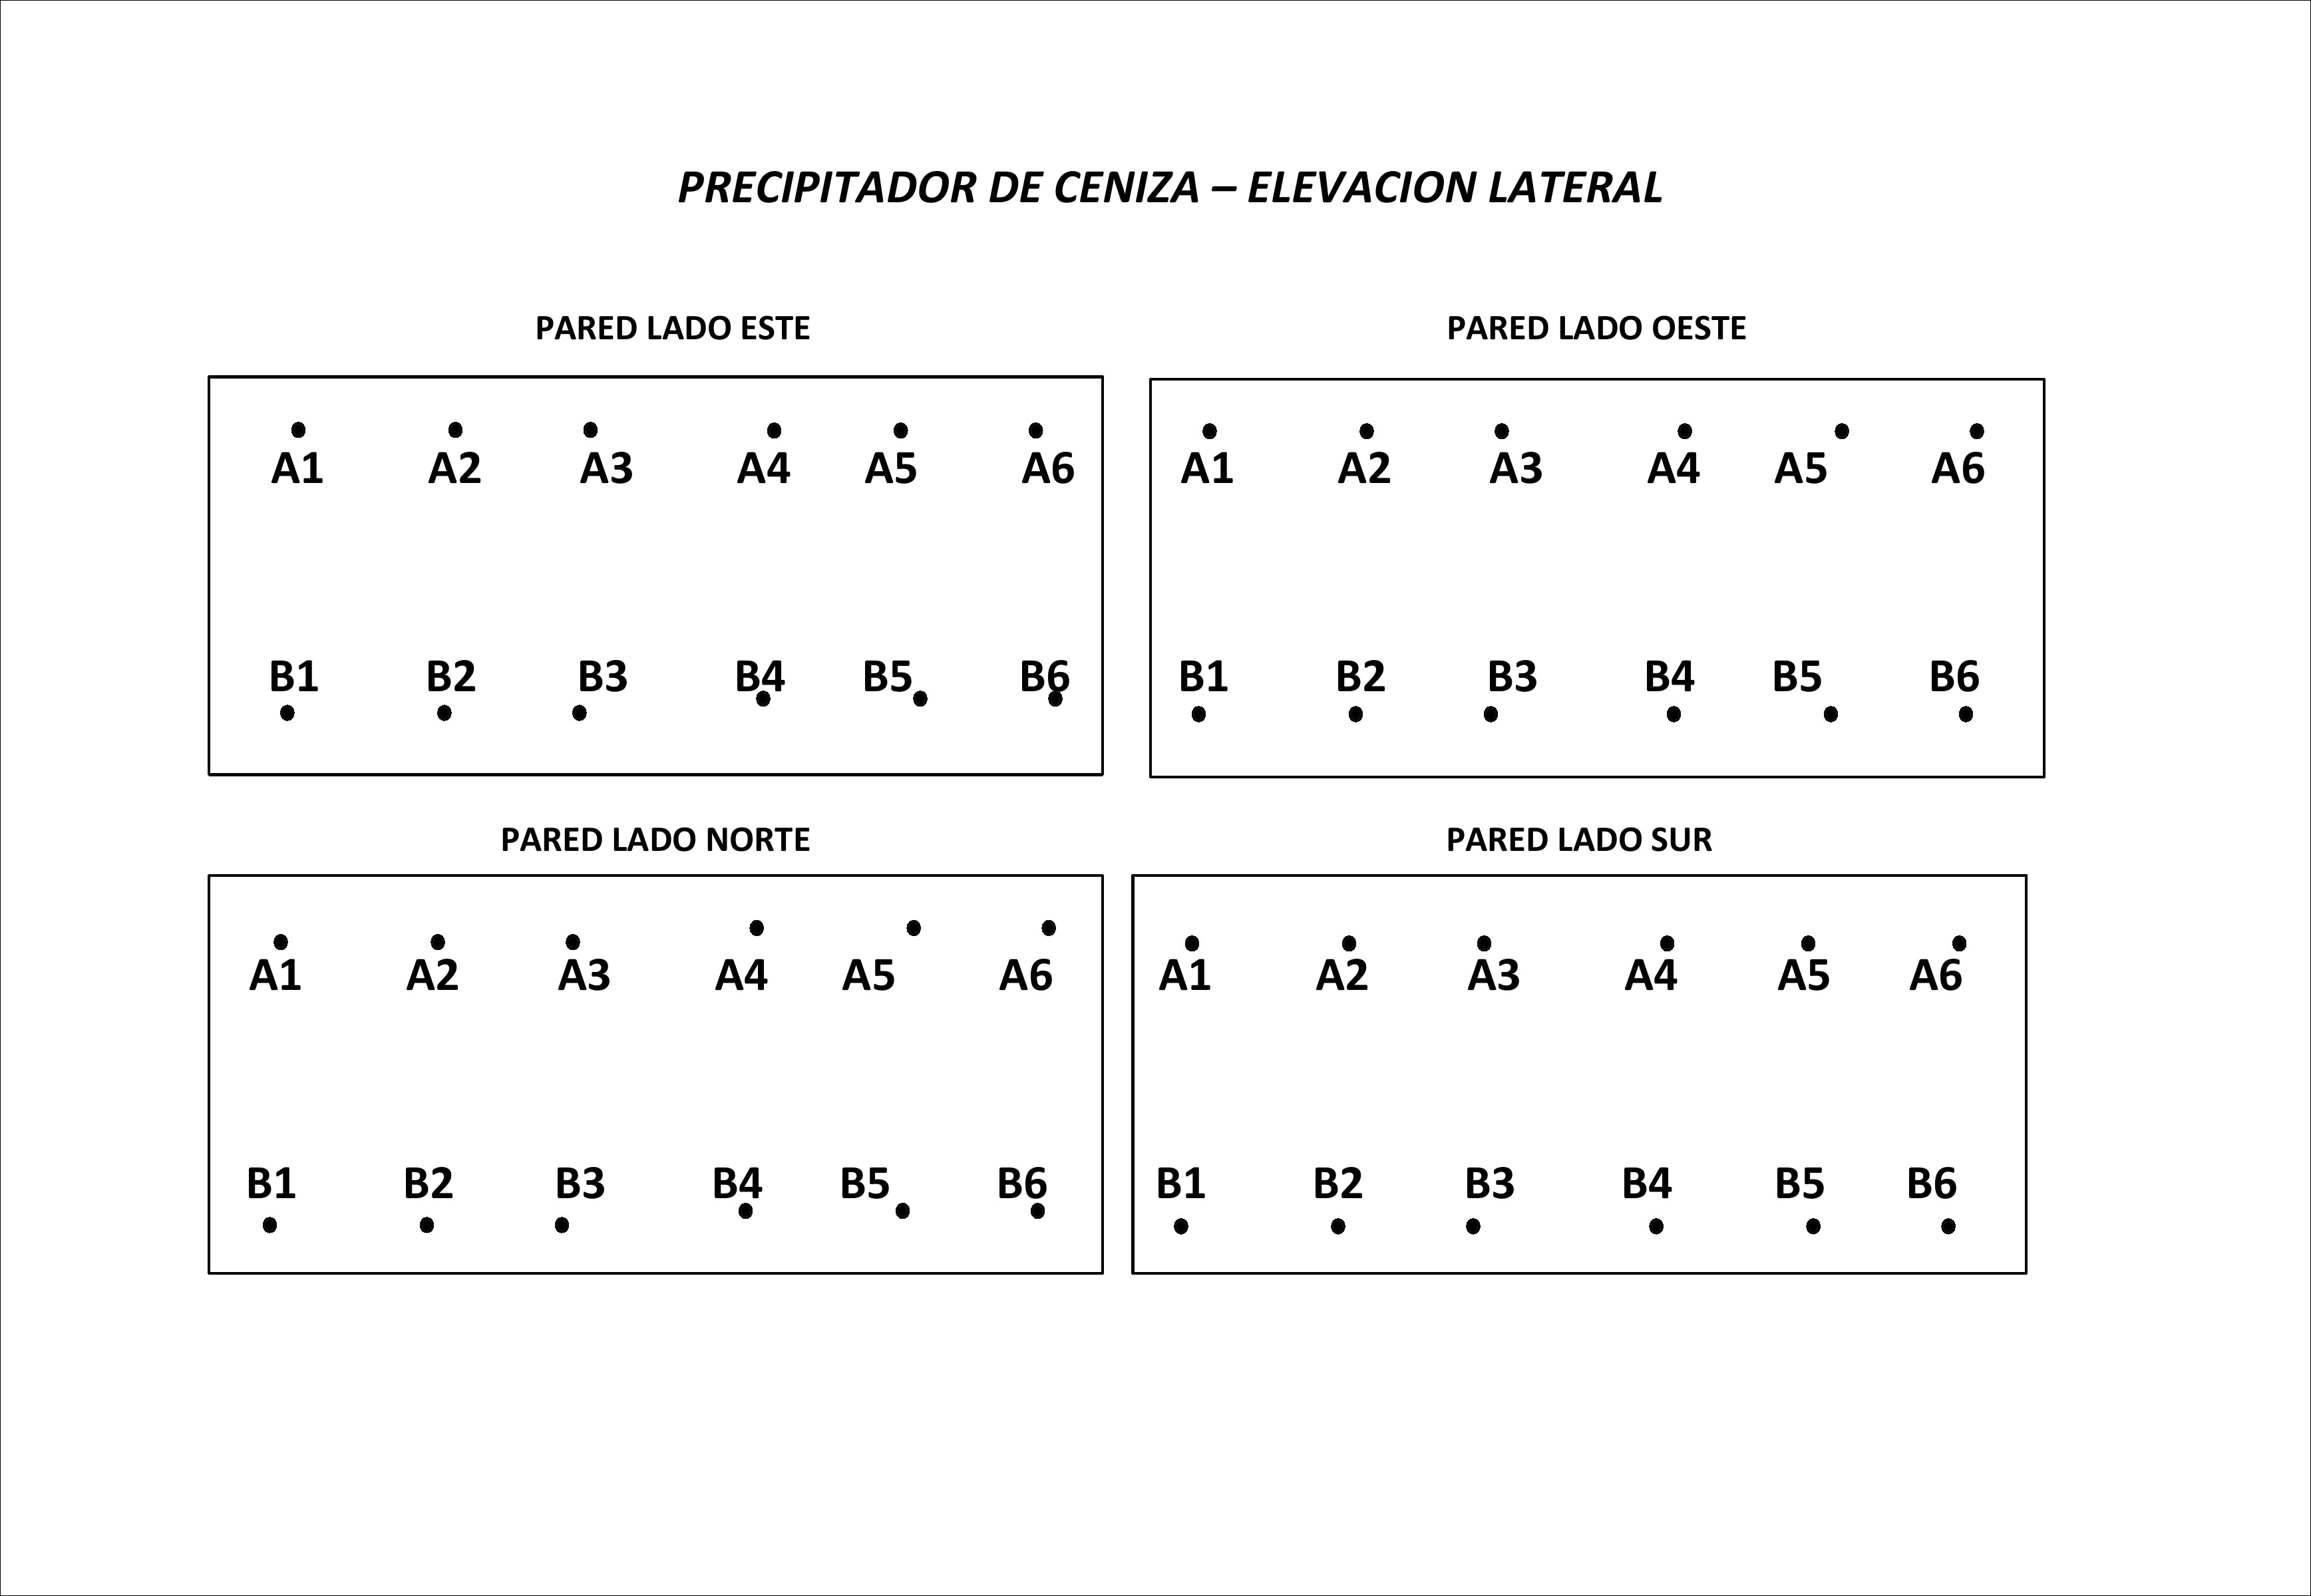 PRECIPITADOR DE CENIZA – ELEVACION LATERAL
PARED LADO ESTE
A1 A2 A3 A4 A5 A6
B1 B2 B3 B4 B5 B6
PARED LADO OESTE
A1 A2 A3 A4 A5 A6
B1 B2 B3 B4 B5 B6
PARED LADO NORTE
A1 A2 A3 A4 A5 A6
B1 B2 B3 B4 B5 B6
PARED LADO SUR
A1 A2 A3 A4 A5 A6
B1 B2 B3 B4 B5 B6